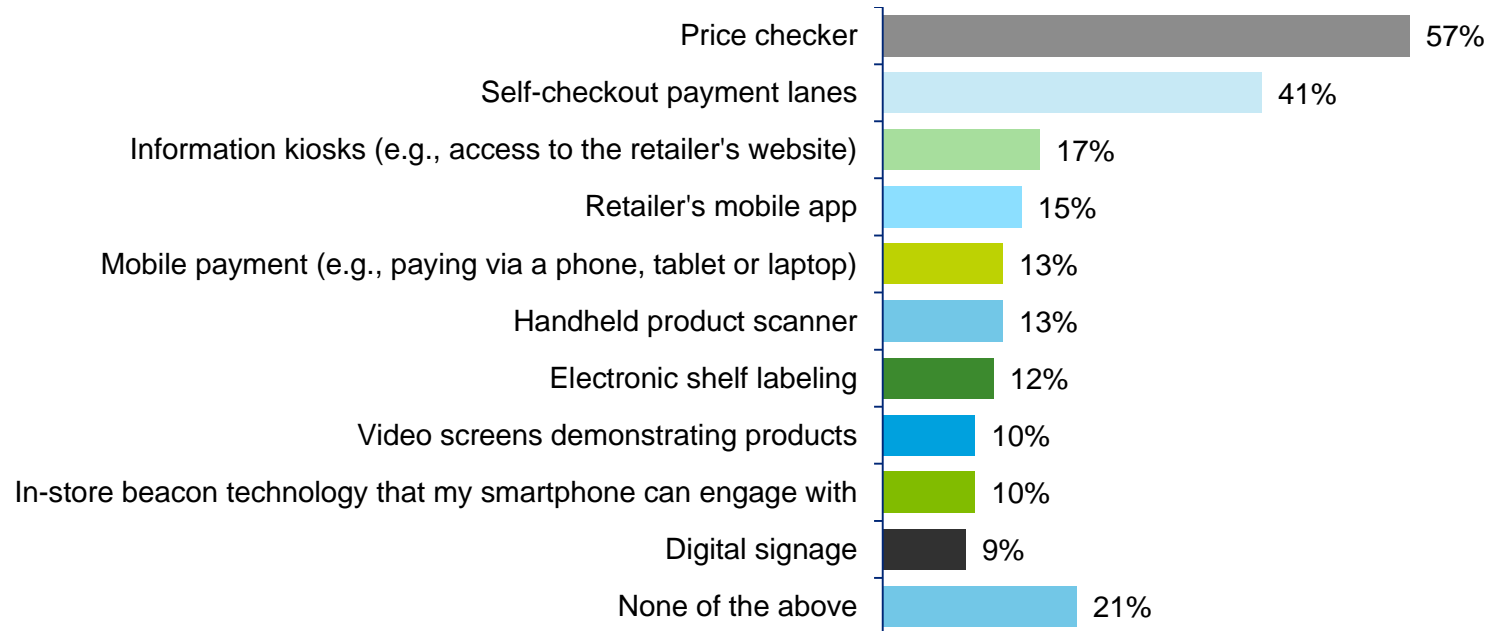 Price checker 57%
Self-checkout payment lanes 41%
Information kiosks (e.g., access to the retailer's website) 17%
Retailer's mobile app 15%
Mobile payment (e.g., paying via a phone, tablet or laptop) 13%
Handheld product scanner 13%
Electronic shelf labeling 12%
Video screens demonstrating products 10%
In-store beacon technology that my smartphone can engage with 10%
Digital signage 9%
None of the above 21%